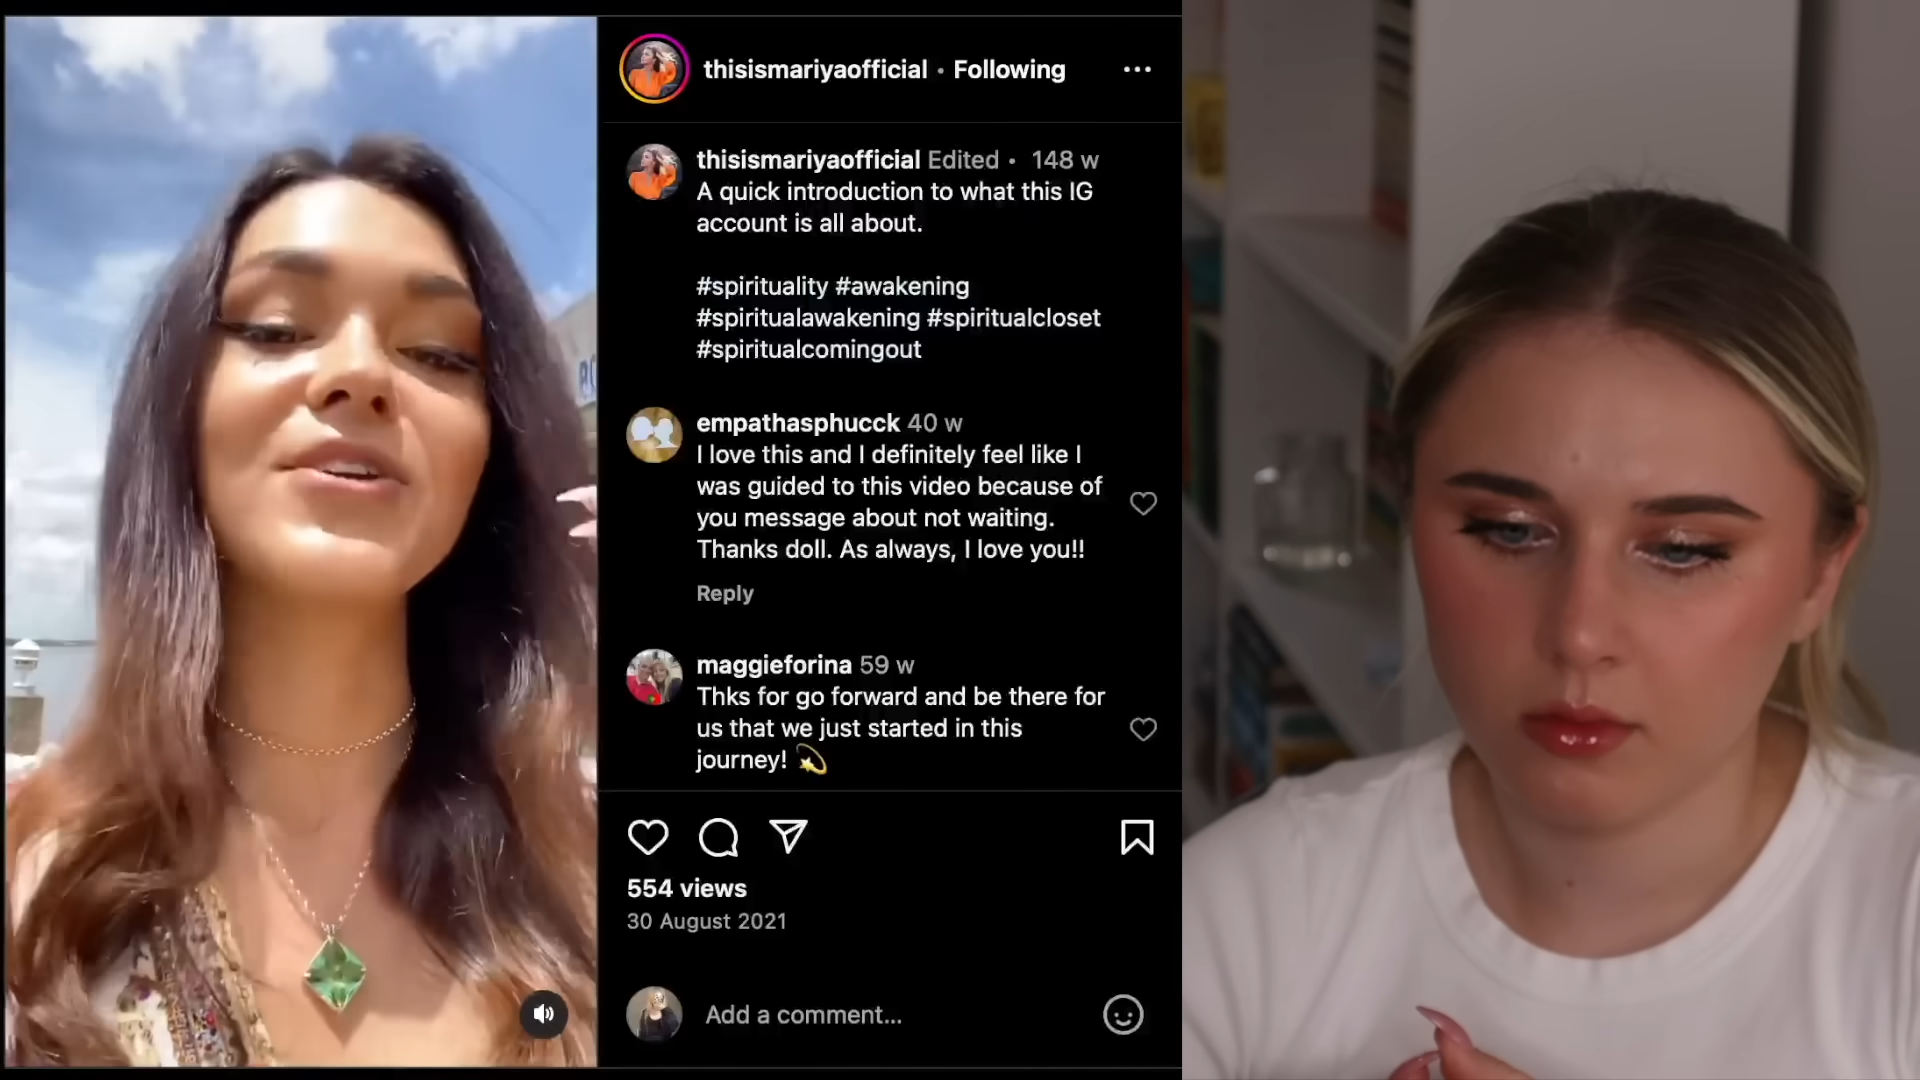 thisismariyaofficial • Following
thisismariyaofficial Edited • 148 w
A quick introduction to what this IG
account is all about.
#spirituality #awakening
#spiritualawakening #spiritualcloset
#spiritualcomingout
empathasphucck 40 w
I love this and I definitely feel like I
was guided to this video because of
you message about not waiting.
Thanks doll. As always, I love you!!
Reply
maggieforina 59 w
Thks for go forward and be there for
us that we just started in this
journey! 💫
554 views
30 August 2021
Add a comment...